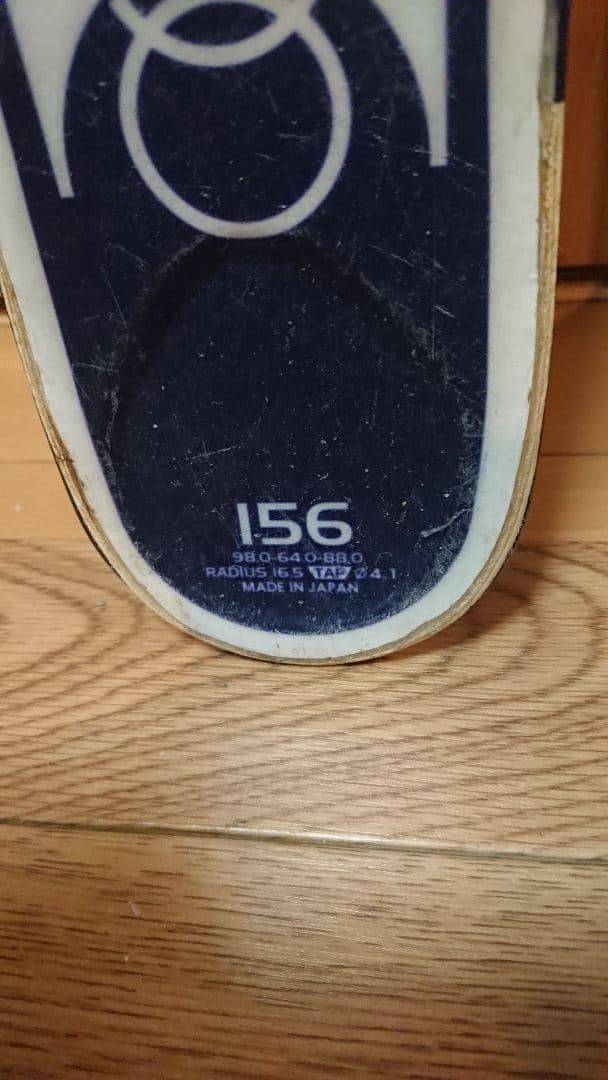 156
98.0-64.0-88.0
RADIUS 16.5 TAP Ø4.1
MADE IN JAPAN